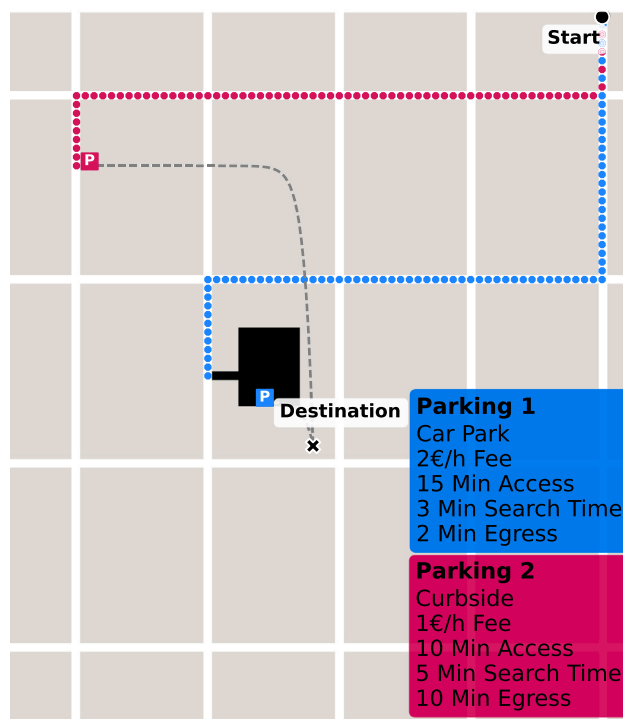 Start
P
P
Destination
Parking 1
Car Park
2€/h Fee
15 Min Access
3 Min Search Time
2 Min Egress
Parking 2
Curbside
1€/h Fee
10 Min Access
5 Min Search Time
10 Min Egress